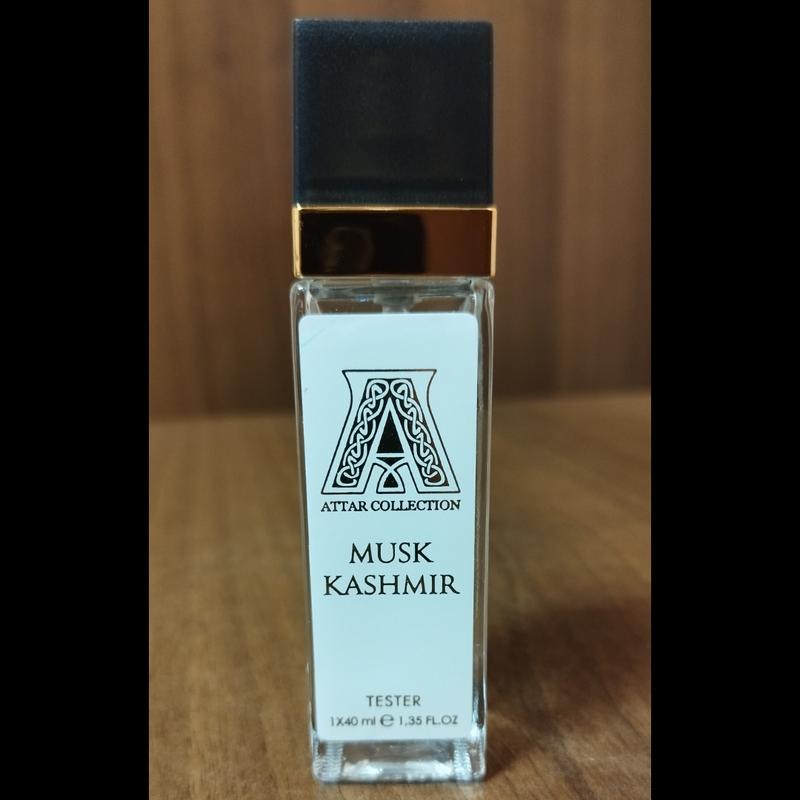 A
ATTAR COLLECTION
MUSK
KASHMIR
TESTER
1X40 ml ℮ 1,35 FL.OZ